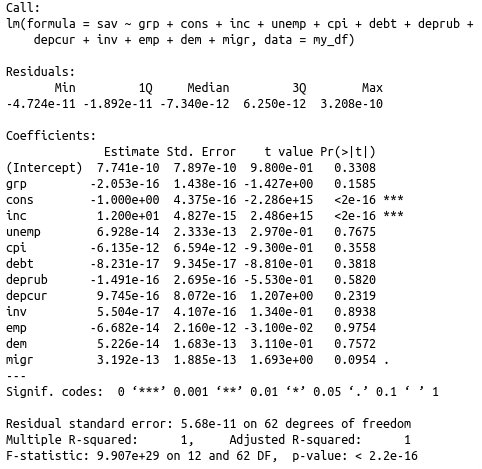 Call:
lm(formula = sav ~ grp + cons + inc + unemp + cpi + debt + deprub +
    depcur + inv + emp + dem + migr, data = my_df)

Residuals:
       Min         1Q     Median         3Q        Max
-4.724e-11 -1.892e-11 -7.340e-12  6.250e-12  3.208e-10

Coefficients:
              Estimate Std. Error    t value Pr(>|t|)
(Intercept)  7.741e-10  7.897e-10  9.800e-01   0.3308
grp         -2.053e-16  1.438e-16 -1.427e+00   0.1585
cons        -1.000e+00  4.375e-16 -2.286e+15   <2e-16 ***
inc          1.200e+01  4.827e-15  2.486e+15   <2e-16 ***
unemp        6.928e-14  2.333e-13  2.970e-01   0.7675
cpi         -6.135e-12  6.594e-12 -9.300e-01   0.3558
debt        -8.231e-17  9.345e-17 -8.810e-01   0.3818
deprub      -1.491e-16  2.695e-16 -5.530e-01   0.5820
depcur       9.745e-16  8.072e-16  1.207e+00   0.2319
inv          5.504e-17  4.107e-16  1.340e-01   0.8938
emp         -6.682e-14  2.160e-12 -3.100e-02   0.9754
dem          5.226e-14  1.683e-13  3.110e-01   0.7572
migr         3.192e-13  1.885e-13  1.693e+00   0.0954 .
---
Signif. codes:  0 ‘***’ 0.001 ‘**’ 0.01 ‘*’ 0.05 ‘.’ 0.1 ‘ ’ 1

Residual standard error: 5.68e-11 on 62 degrees of freedom
Multiple R-squared:      1,	Adjusted R-squared:      1
F-statistic: 9.907e+29 on 12 and 62 DF,  p-value: < 2.2e-16